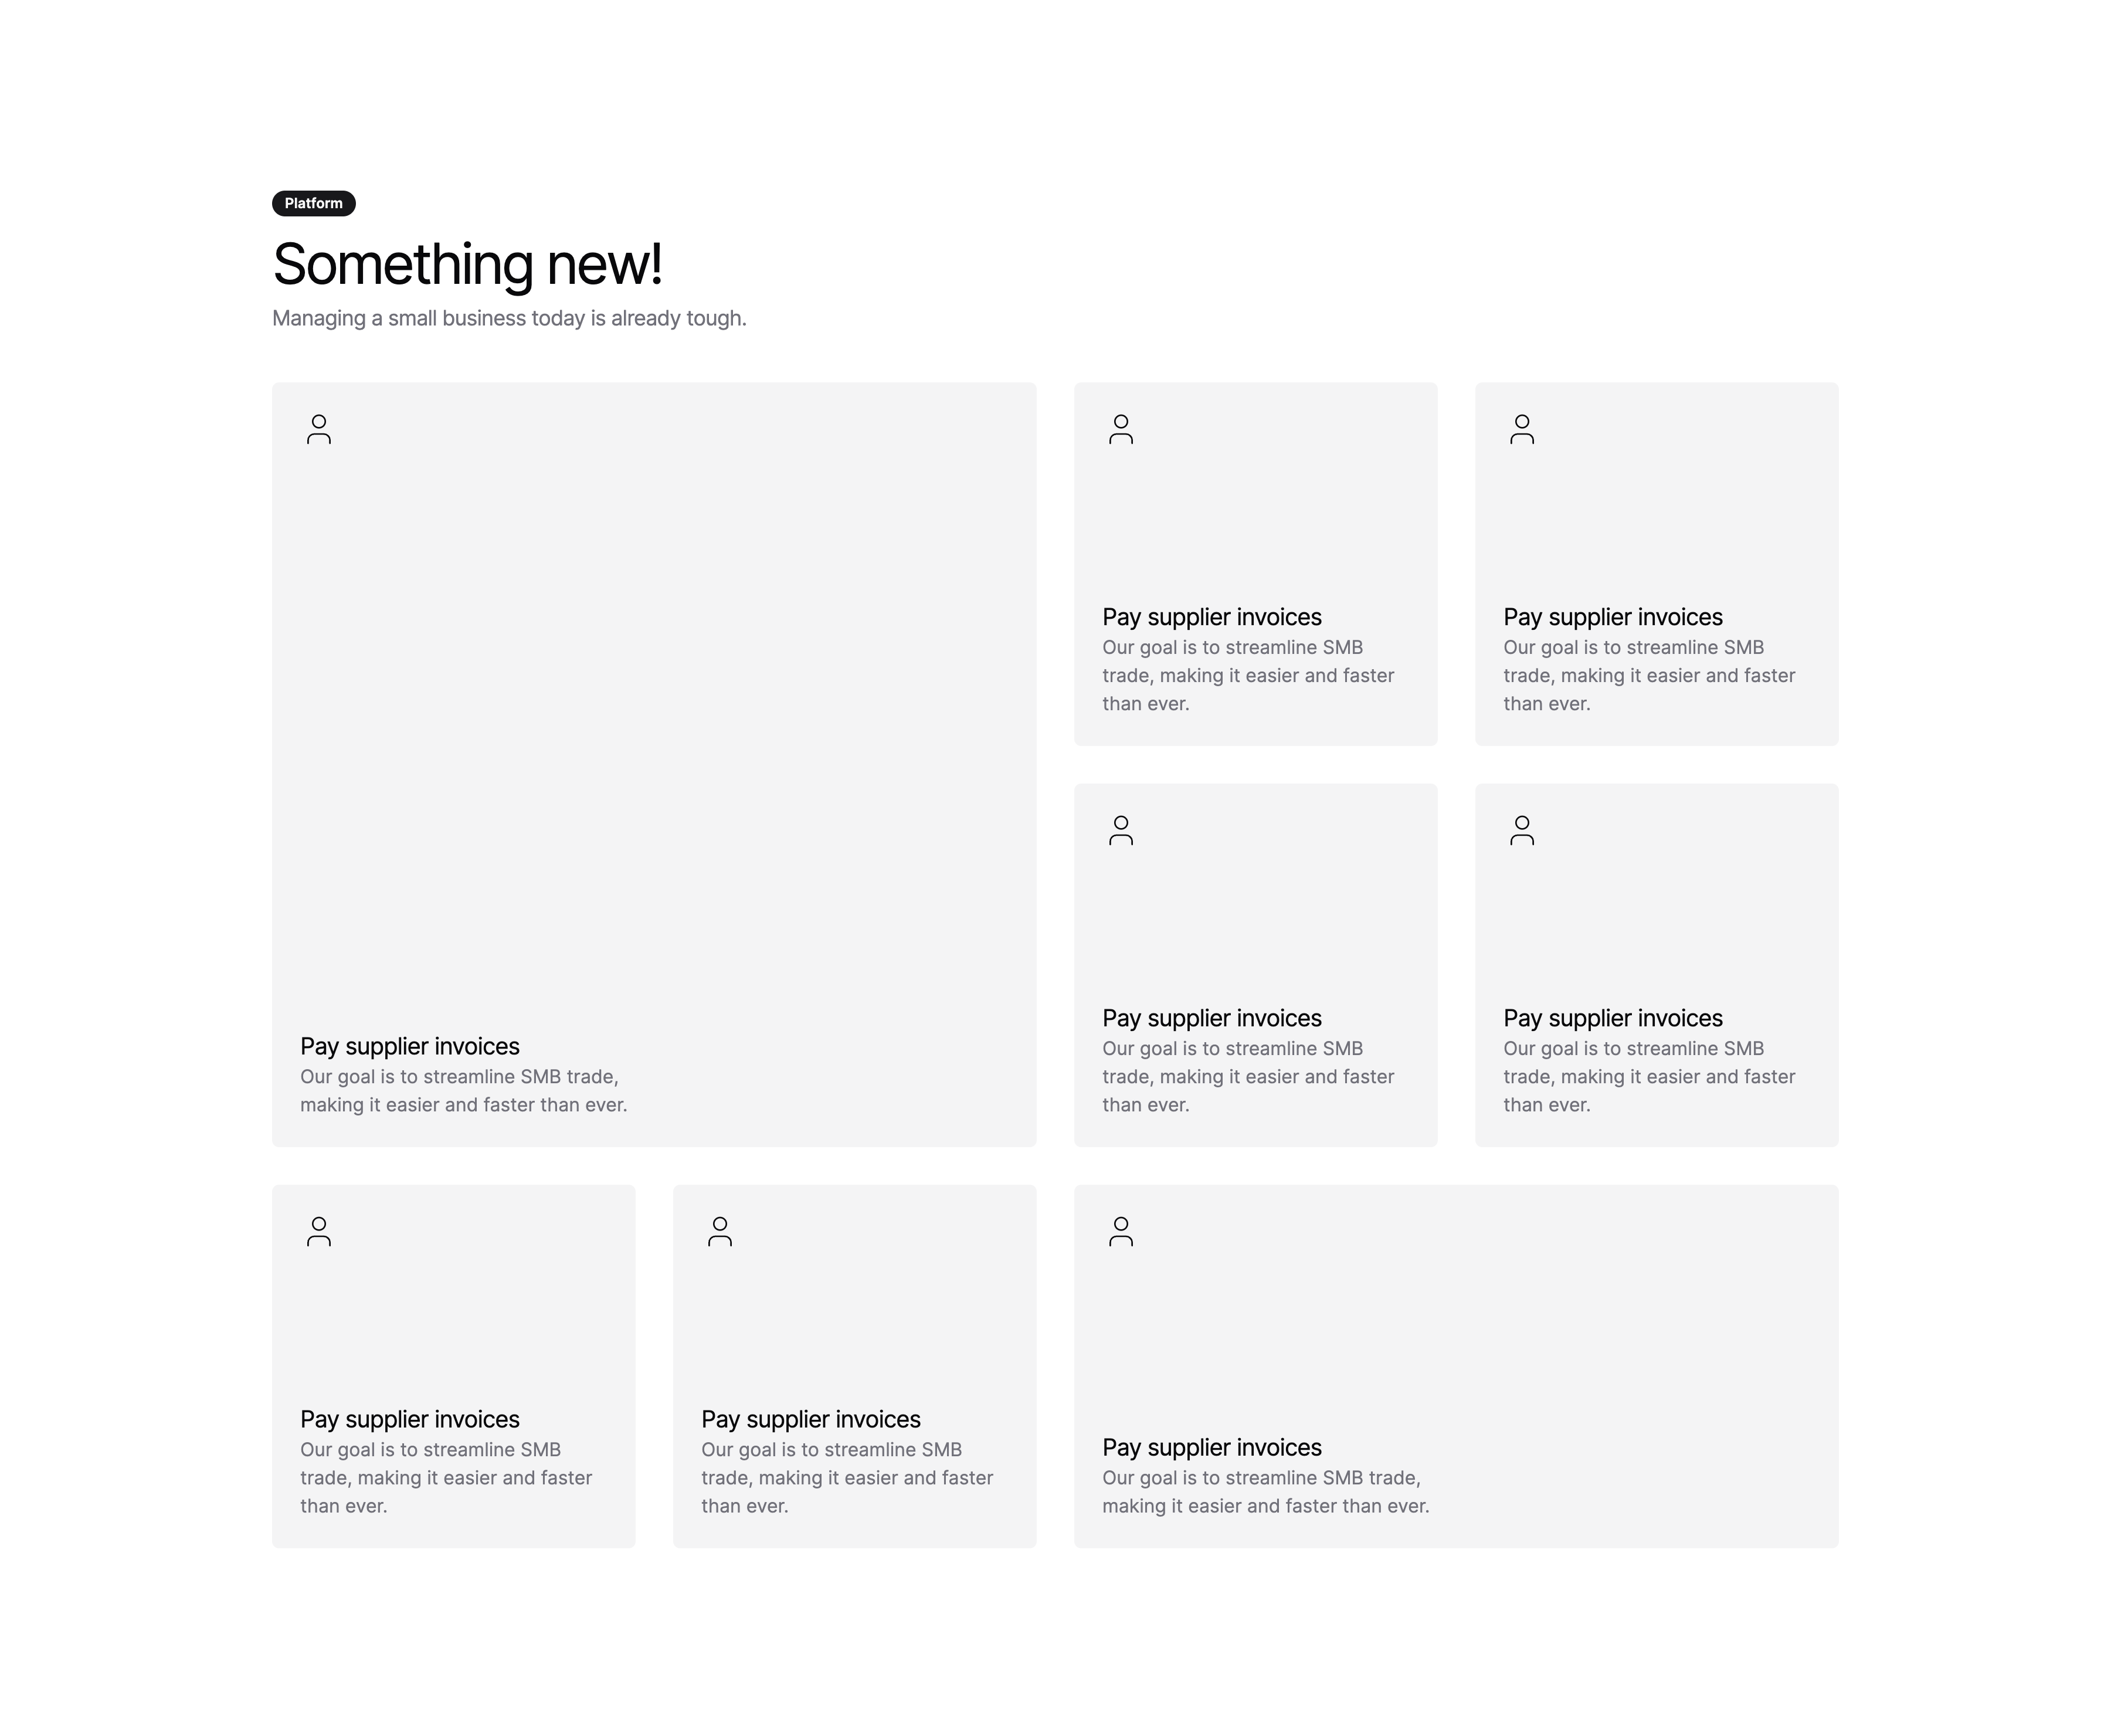 Platform
Something new!
Managing a small business today is already tough.
Pay supplier invoices
Our goal is to streamline SMB trade,
making it easier and faster than ever.
Pay supplier invoices
Our goal is to streamline SMB
trade, making it easier and faster
than ever.
Pay supplier invoices
Our goal is to streamline SMB
trade, making it easier and faster
than ever.
Pay supplier invoices
Our goal is to streamline SMB
trade, making it easier and faster
than ever.
Pay supplier invoices
Our goal is to streamline SMB
trade, making it easier and faster
than ever.
Pay supplier invoices
Our goal is to streamline SMB
trade, making it easier and faster
than ever.
Pay supplier invoices
Our goal is to streamline SMB
trade, making it easier and faster
than ever.
Pay supplier invoices
Our goal is to streamline SMB trade,
making it easier and faster than ever.